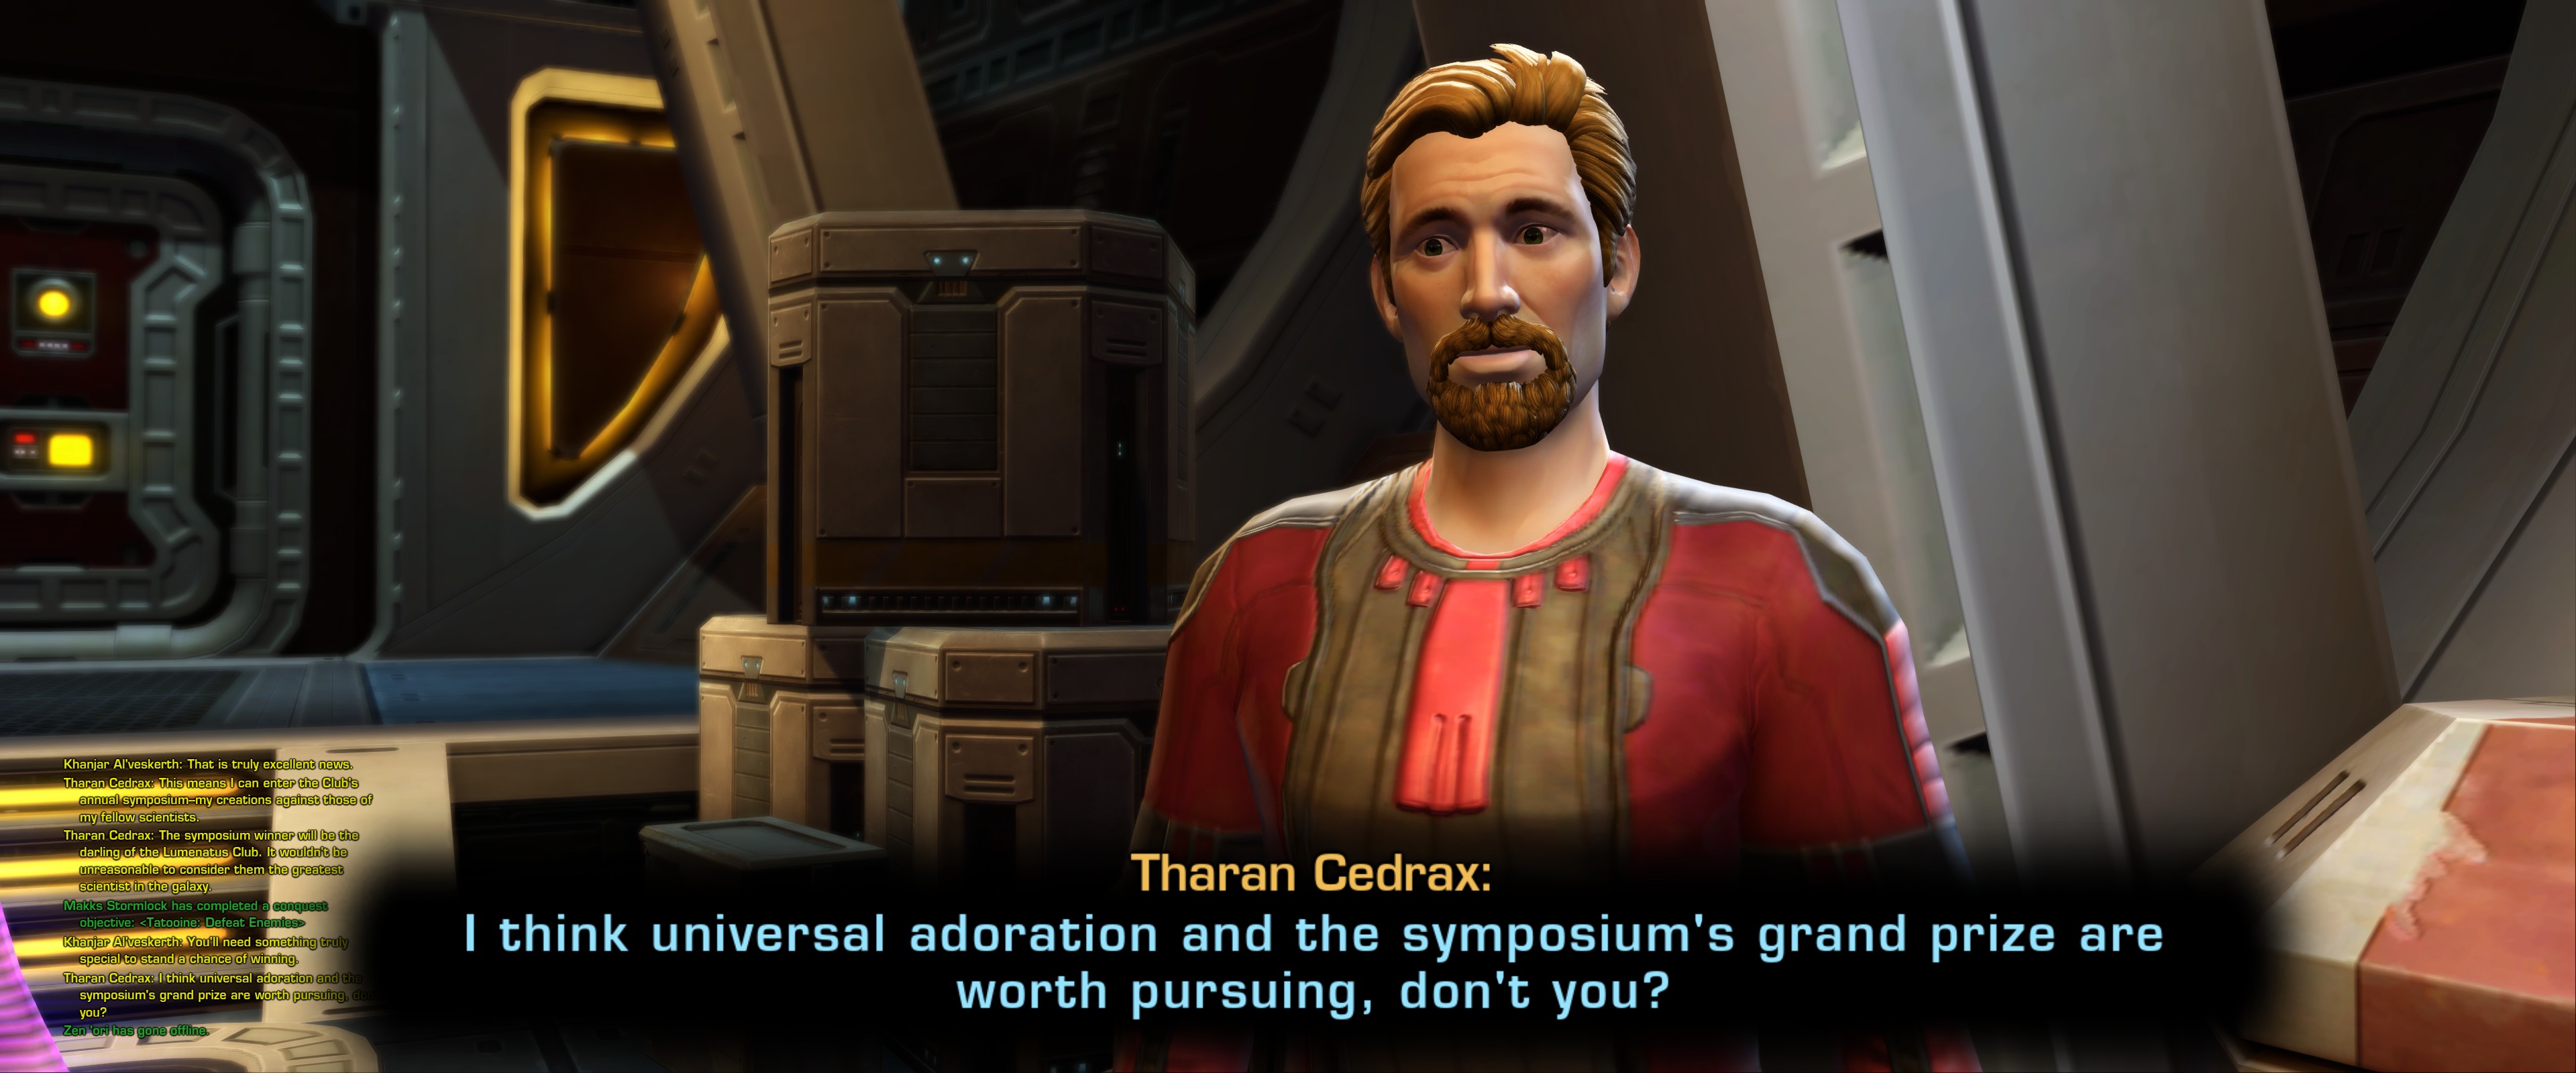 Khanjar Al'veskerth: That is truly excellent news.
Tharan Cedrax: This means I can enter the Club's
annual symposium–my creations against those of
my fellow scientists.
Tharan Cedrax: The symposium winner will be the
darling of the Lumenatus Club. It wouldn't be
unreasonable to consider them the greatest
scientist in the galaxy.
Makks Stormlock has completed a conquest
objective: <Tatooine: Defeat Enemies>
Khanjar Al'veskerth: You'll need something truly
special to stand a chance of winning.
Tharan Cedrax: I think universal adoration and the
symposium's grand prize are worth pursuing, don't
you?
Zen 'ori has gone offline.
Tharan Cedrax:
I think universal adoration and the symposium's grand prize are
worth pursuing, don't you?